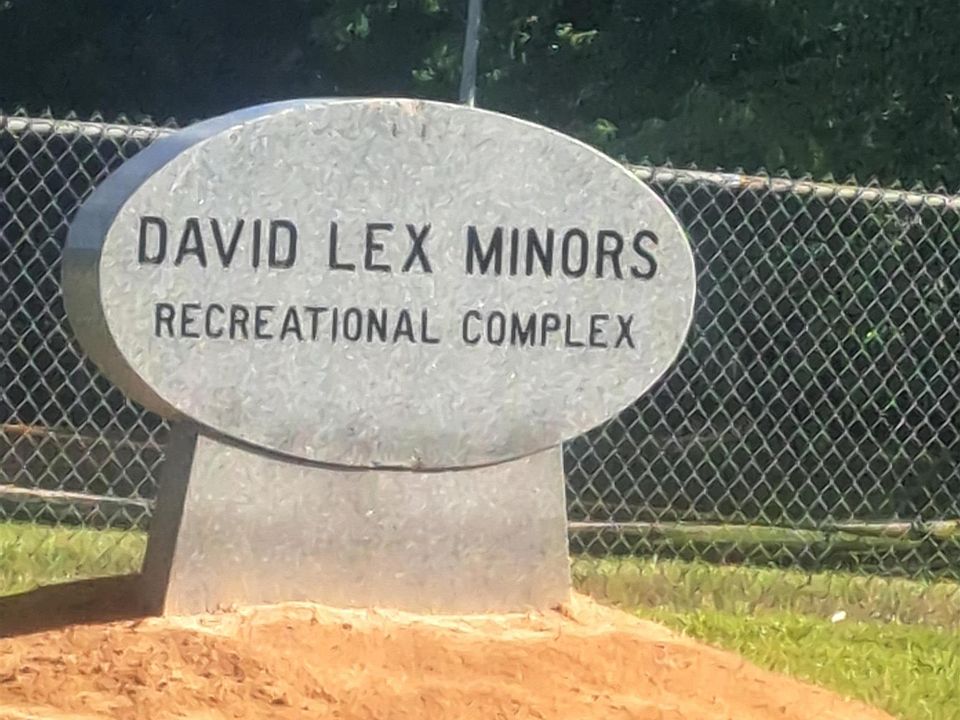 DAVID LEX MINORS
RECREATIONAL COMPLEX